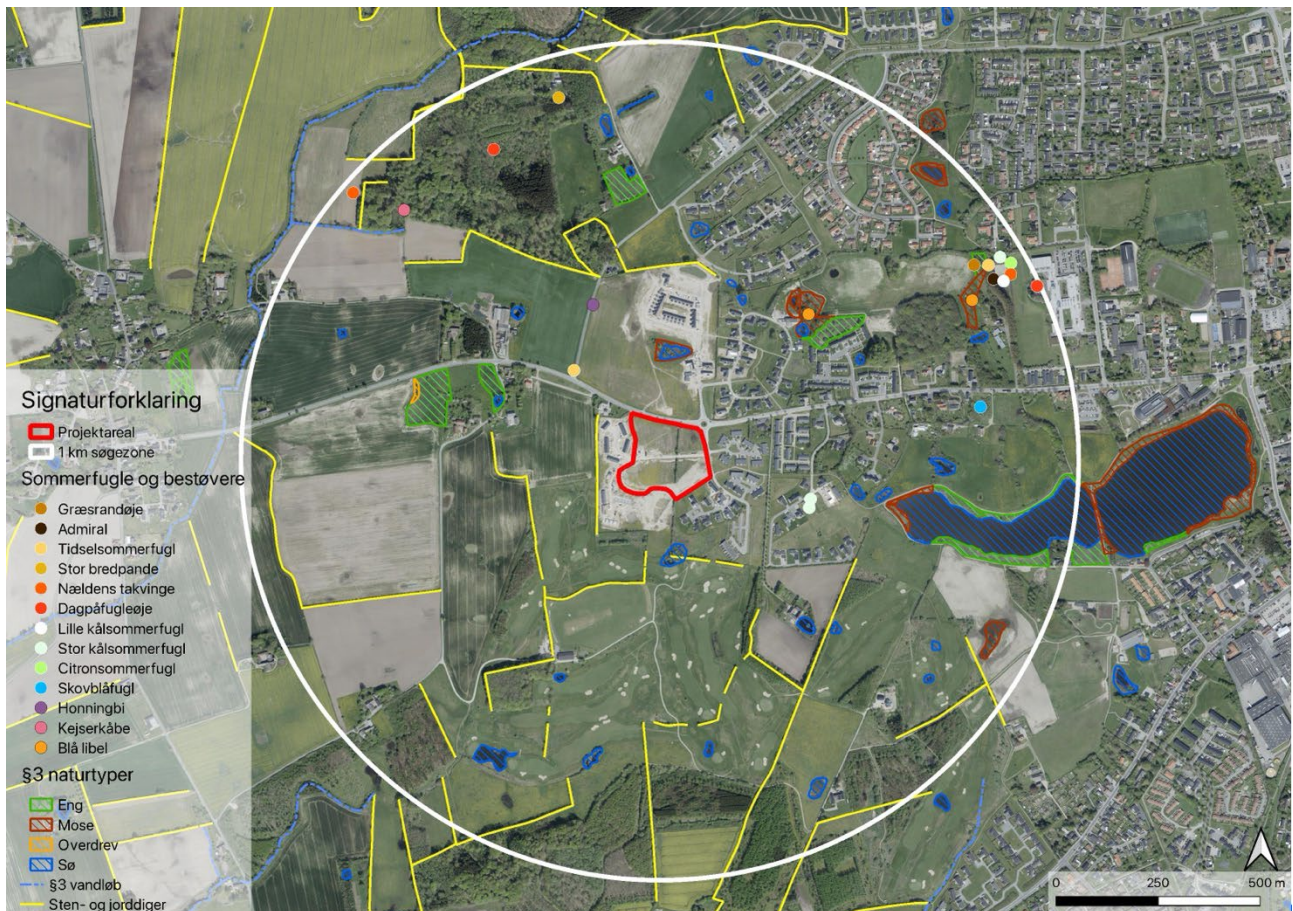 Signaturforklaring
Projektareal
1 km søgezone
Sommerfugle og bestøvere
Græsrandøje
Admiral
Tidselsommerfugl
Stor bredpande
Nældens takvinge
Dagpåfugleøje
Lille kålsommerfugl
Stor kålsommerfugl
Citronsommerfugl
Skovblåfugl
Honningbi
Kejserkåbe
Blå libel
§3 naturtyper
Eng
Mose
Overdrev
Sø
§3 vandløb
Sten- og jorddiger
0 250 500 m